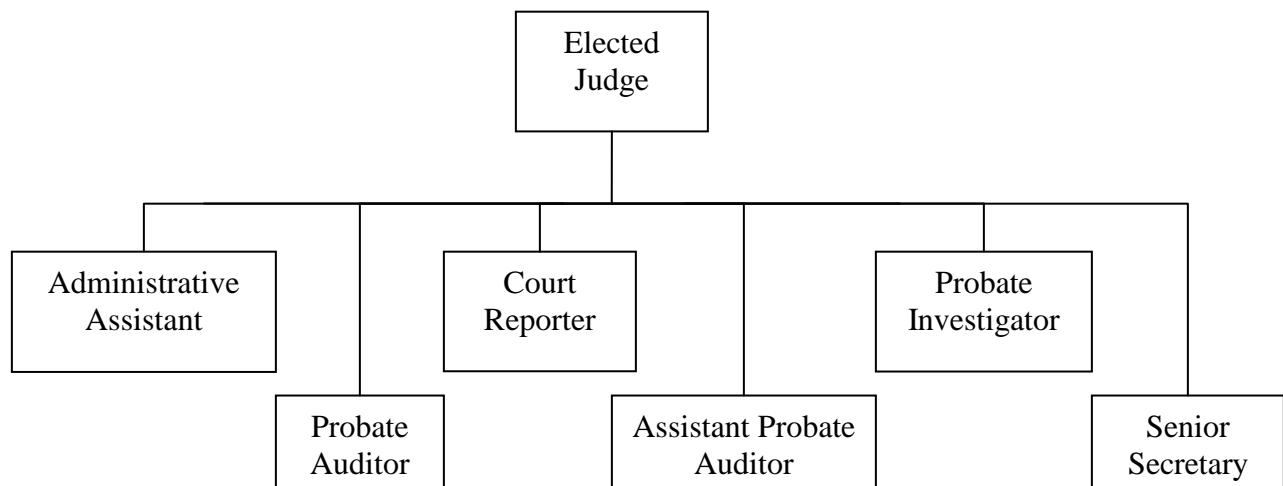 Elected
Judge
Administrative
Assistant
Court
Reporter
Probate
Investigator
Probate
Auditor
Assistant Probate
Auditor
Senior
Secretary